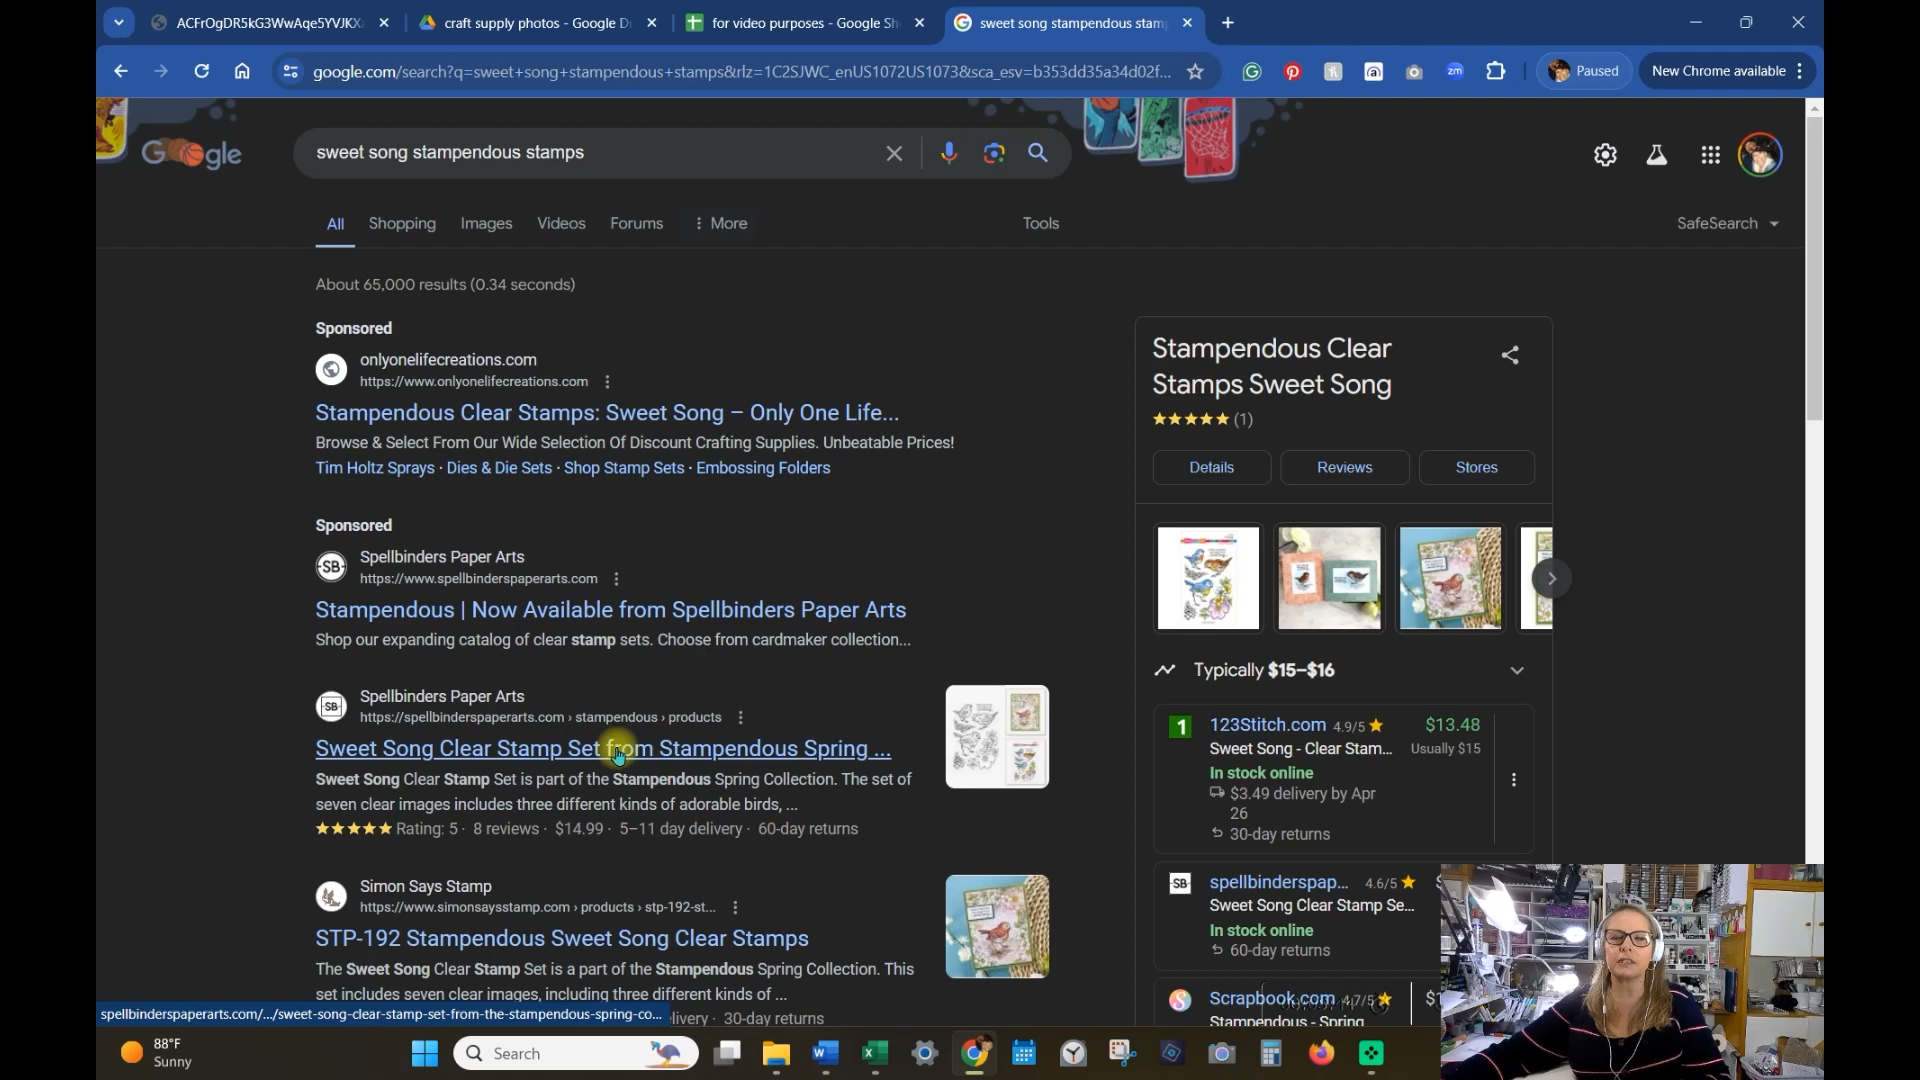 ACFrOgDR5kG3WwAqe5YVJKX
craft supply photos - Google D
for video purposes - Google Sh
sweet song stampendous stam
google.com/search?q=sweet+song+stampendous+stamps&rlz=1C2SJWC_enUS1072US1073&sca_esv=b353dd35a34d02f...
zm
Paused
New Chrome available
Google
sweet song stampendous stamps
All
Shopping
Images
Videos
Forums
More
Tools
SafeSearch
About 65,000 results (0.34 seconds)
Sponsored
onlyonelifecreations.com
https://www.onlyonelifecreations.com
Stampendous Clear Stamps: Sweet Song – Only One Life...
Browse & Select From Our Wide Selection Of Discount Crafting Supplies. Unbeatable Prices!
Tim Holtz Sprays · Dies & Die Sets · Shop Stamp Sets · Embossing Folders
Sponsored
SB
Spellbinders Paper Arts
https://www.spellbinderspaperarts.com
Stampendous | Now Available from Spellbinders Paper Arts
Shop our expanding catalog of clear stamp sets. Choose from cardmaker collection...
SB
Spellbinders Paper Arts
https://spellbinderspaperarts.com › stampendous › products
Sweet Song Clear Stamp Set from Stampendous Spring ...
Sweet Song Clear Stamp Set is part of the Stampendous Spring Collection. The set of
seven clear images includes three different kinds of adorable birds, ...
Rating: 5 · 8 reviews · $14.99 · 5–11 day delivery · 60-day returns
Simon Says Stamp
https://www.simonsaysstamp.com › products › stp-192-st...
STP-192 Stampendous Sweet Song Clear Stamps
The Sweet Song Clear Stamp Set is a part of the Stampendous Spring Collection. This
set includes seven clear images, including three different kinds of ...
livery · 30-day returns
spellbinderspaperarts.com/.../sweet-song-clear-stamp-set-from-the-stampendous-spring-co...
Stampendous Clear
Stamps Sweet Song
(1)
Details
Reviews
Stores
Typically $15–$16
1
123Stitch.com 4.9/5
$13.48
Sweet Song - Clear Stam...
Usually $15
In stock online
$3.49 delivery by Apr
26
30-day returns
SB
spellbinderspap... 4.6/5
Sweet Song Clear Stamp Se...
In stock online
60-day returns
Scrapbook.com 4.7/5
$1
Stampendous - Spring
88°F
Sunny
Search